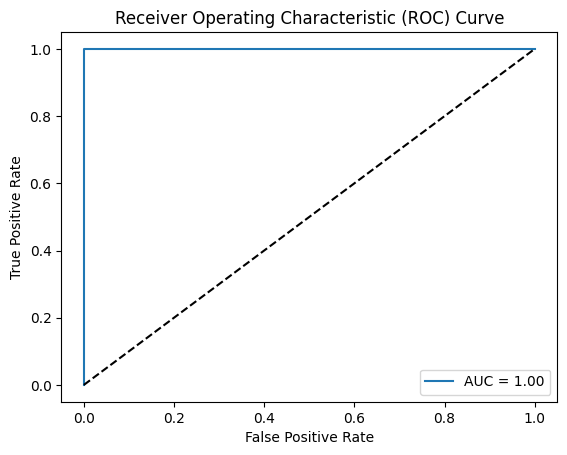 Receiver Operating Characteristic (ROC) Curve
1.0
0.8
0.6
0.4
0.2
0.0
True Positive Rate
AUC = 1.00
0.0 0.2 0.4 0.6 0.8 1.0
False Positive Rate